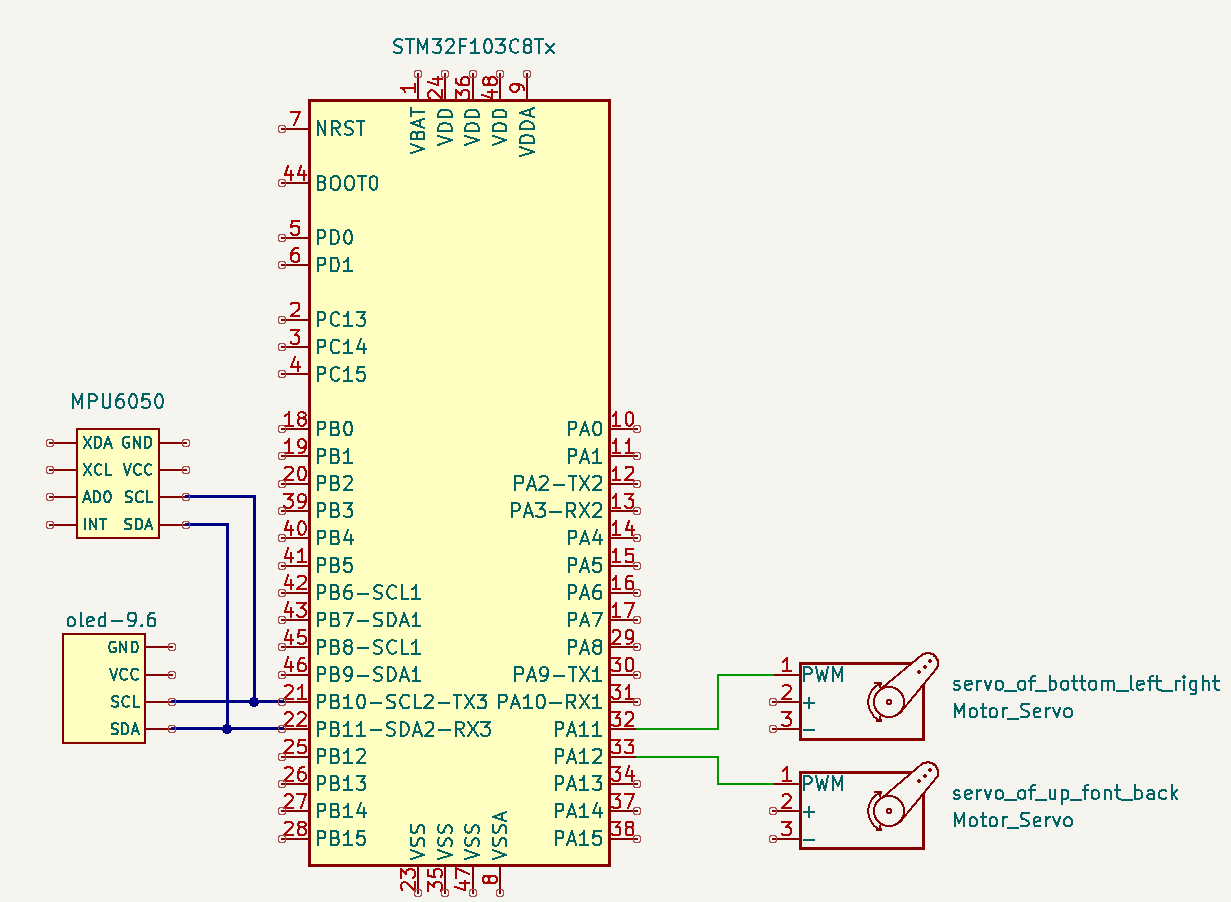 STM32F103C8Tx
1 24 36 48 9
VBAT VDD VDD VDD VDDA
7 NRST
44 BOOT0
5 PD0
6 PD1
2 PC13
3 PC14
4 PC15
18 PB0 PA0 10
19 PB1 PA1 11
20 PB2 PA2-TX2 12
39 PB3 PA3-RX2 13
40 PB4 PA4 14
41 PB5 PA5 15
42 PB6-SCL1 PA6 16
43 PB7-SDA1 PA7 17
45 PB8-SCL1 PA8 29
46 PB9-SDA1 PA9-TX1 30
21 PB10-SCL2-TX3 PA10-RX1 31
22 PB11-SDA2-RX3 PA11 32
25 PB12 PA12 33
26 PB13 PA13 34
27 PB14 PA14 37
28 PB15 PA15 38
VSS VSS VSS VSSA
23 35 47 8
MPU6050
XDA GND
XCL VCC
ADO SCL
INT SDA
oled-9.6
GND
VCC
SCL
SDA
1 PWM
2 +
3 -
servo_of_bottom_left_right
Motor_Servo
1 PWM
2 +
3 -
servo_of_up_font_back
Motor_Servo